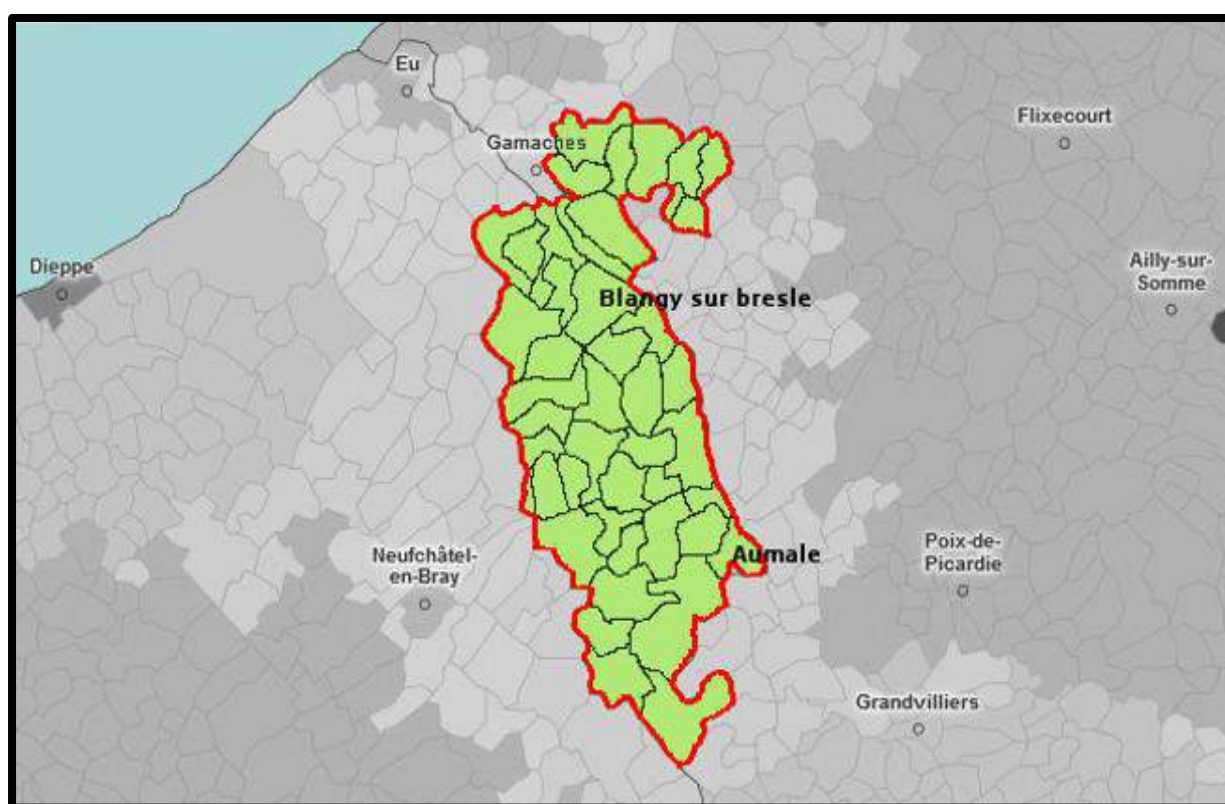 Eu
Flixecourt
Gamaches
Dieppe
Ailly-sur-
Somme
Blangy sur bresle
Neufchâtel-
en-Bray
Aumale
Poix-de-
Picardie
Grandvilliers